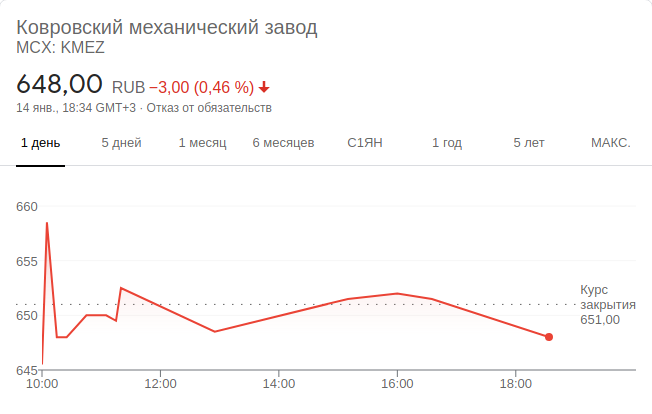 Ковровский механический завод
MCX: KMEZ
648,00 RUB −3,00 (0,46 %)
14 янв., 18:34 GMT+3 · Отказ от обязательств
1 день 5 дней 1 месяц 6 месяцев С1ЯН 1 год 5 лет МАКС.
660
655
650
645
Курс
закрытия
651,00
10:00 12:00 14:00 16:00 18:00